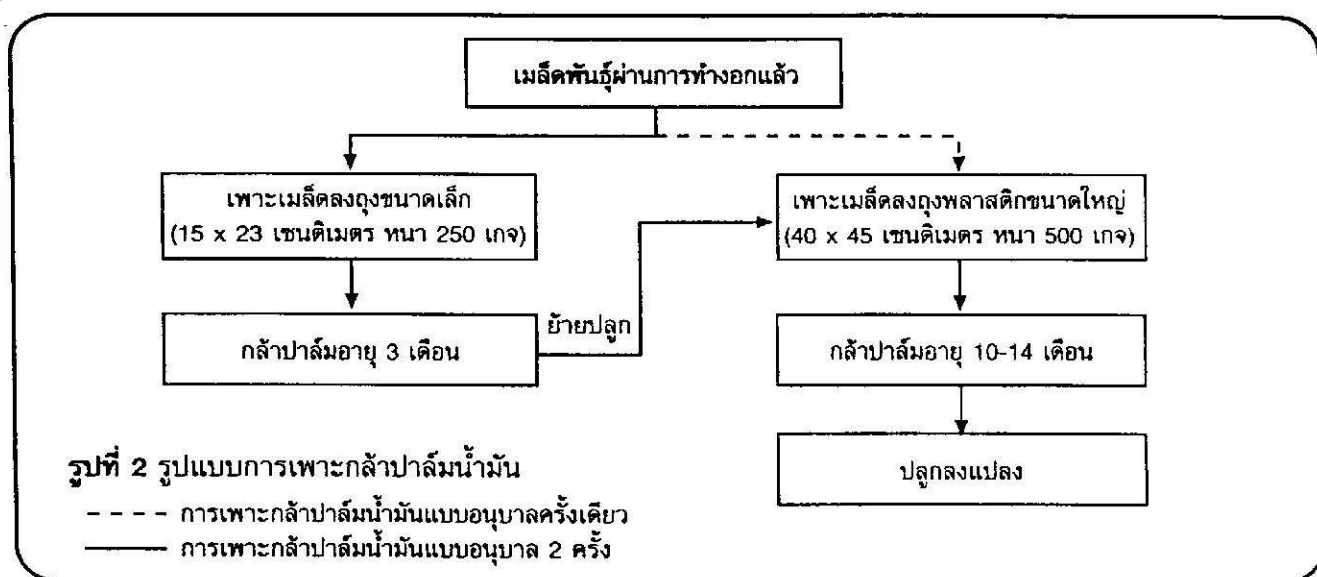 เมล็ดพันธุ์ผ่านการทำงอกแล้ว
เพาะเมล็ดลงถุงขนาดเล็ก
(15 x 23 เซนติเมตร หนา 250 เกจ)
เพาะเมล็ดลงถุงพลาสติกขนาดใหญ่
(40 x 45 เซนติเมตร หนา 500 เกจ)
กล้าปาล์มอายุ 3 เดือน
ย้ายปลูก
กล้าปาล์มอายุ 10-14 เดือน
ปลูกลงแปลง
รูปที่ 2 รูปแบบการเพาะกล้าปาล์มน้ำมัน
การเพาะกล้าปาล์มน้ำมันแบบอนุบาลครั้งเดียว
การเพาะกล้าปาล์มน้ำมันแบบอนุบาล 2 ครั้ง